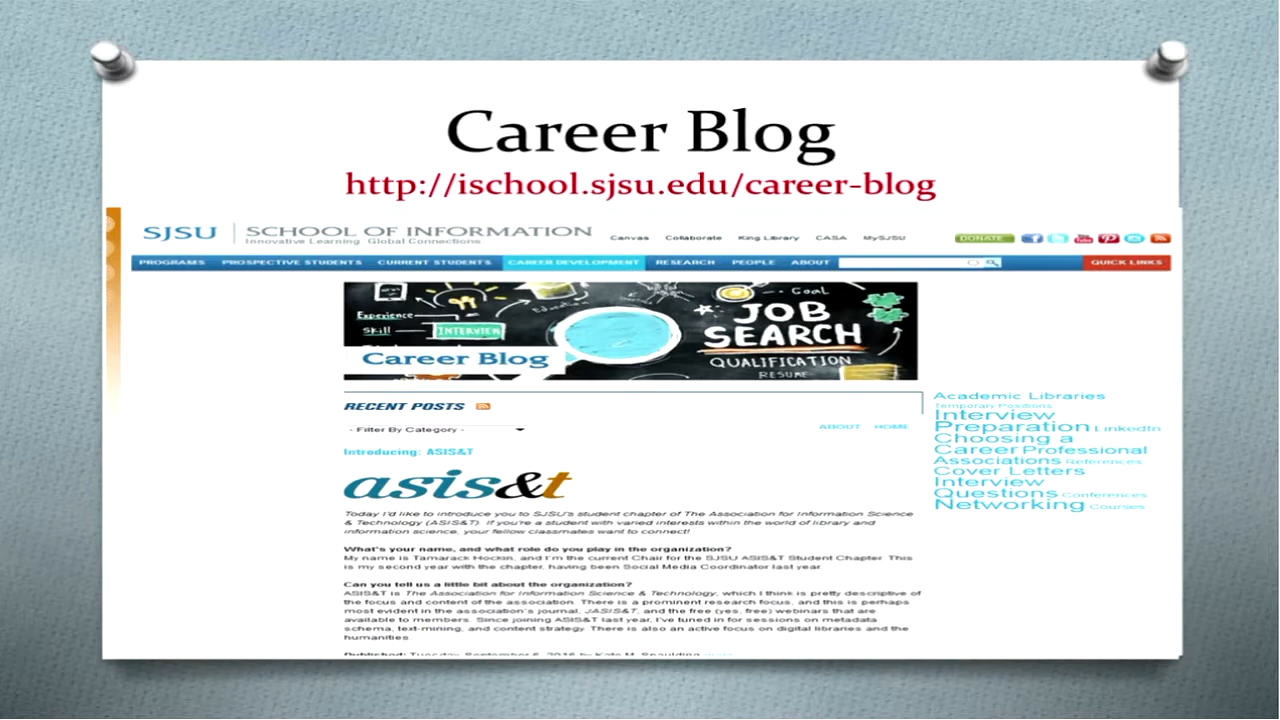 Career Blog
http://ischool.sjsu.edu/career-blog
SJSU SCHOOL OF INFORMATION
Innovative Learning Global Connections
Canvas Collaborate King Library CASA MySJSU
DONATE
PROGRAMS PROSPECTIVE STUDENTS CURRENT STUDENTS CAREER DEVELOPMENT RESEARCH PEOPLE ABOUT
QUICK LINKS
Experience
Skill
INTERVIEW
Education
Goal
JOB
SEARCH
QUALIFICATION
RESUME
Career Blog
RECENT POSTS
- Filter By Category -
ABOUT HOME
Introducing: ASIS&T
asis&t
Today I'd like to introduce you to SJSU's student chapter of The Association for Information Science
& Technology (ASIS&T). If you're a student with varied interests within the world of library and
information science, your fellow classmates want to connect!
What's your name, and what role do you play in the organization?
My name is Tamarack Hockin, and I'm the current Chair for the SJSU ASIS&T Student Chapter. This
is my second year with the chapter, having been Social Media Coordinator last year.
Can you tell us a little bit about the organization?
ASIS&T is The Association for Information Science & Technology, which I think is pretty descriptive of
the focus and content of the association. There is a prominent research focus, and this is perhaps
most evident in the association's journal, JASIS&T, and the free (yes, free) webinars that are
available to members. Since joining ASIS&T last year, I've tuned in for sessions on metadata
schema, text-mining, and content strategy. There is also an active focus on digital libraries and the
humanities.
Published: Tuesday, September 6, 2016 by Kate M. Spaulding
Academic Libraries
Temporary Positions
Interview
Preparation LinkedIn
Choosing a
Career Professional
Associations References
Cover Letters
Interview
Questions Conferences
Networking Courses